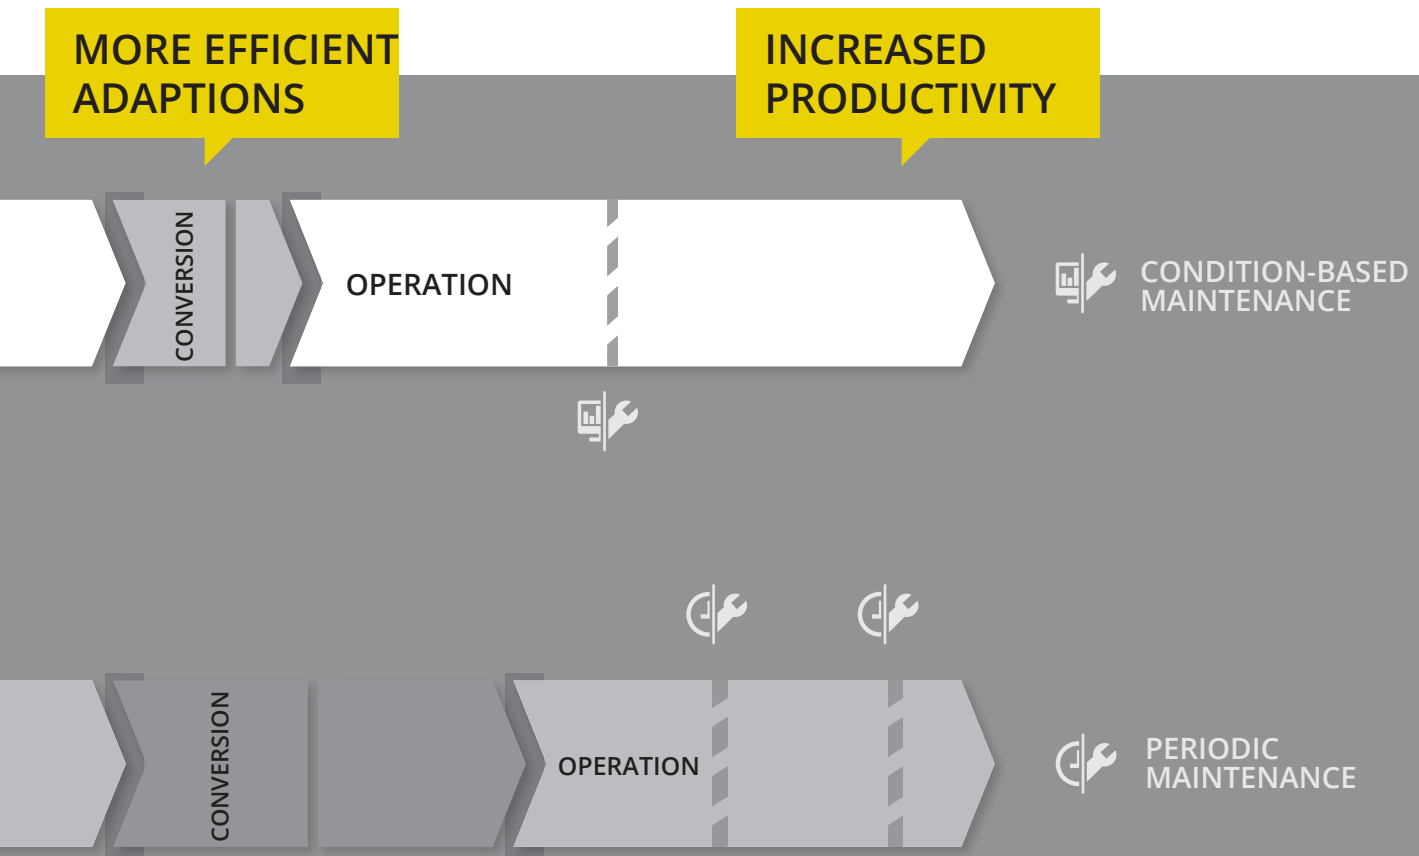 MORE EFFICIENT
ADAPTIONS
INCREASED
PRODUCTIVITY
CONVERSION
OPERATION
CONDITION-BASED
MAINTENANCE
CONVERSION
OPERATION
PERIODIC
MAINTENANCE